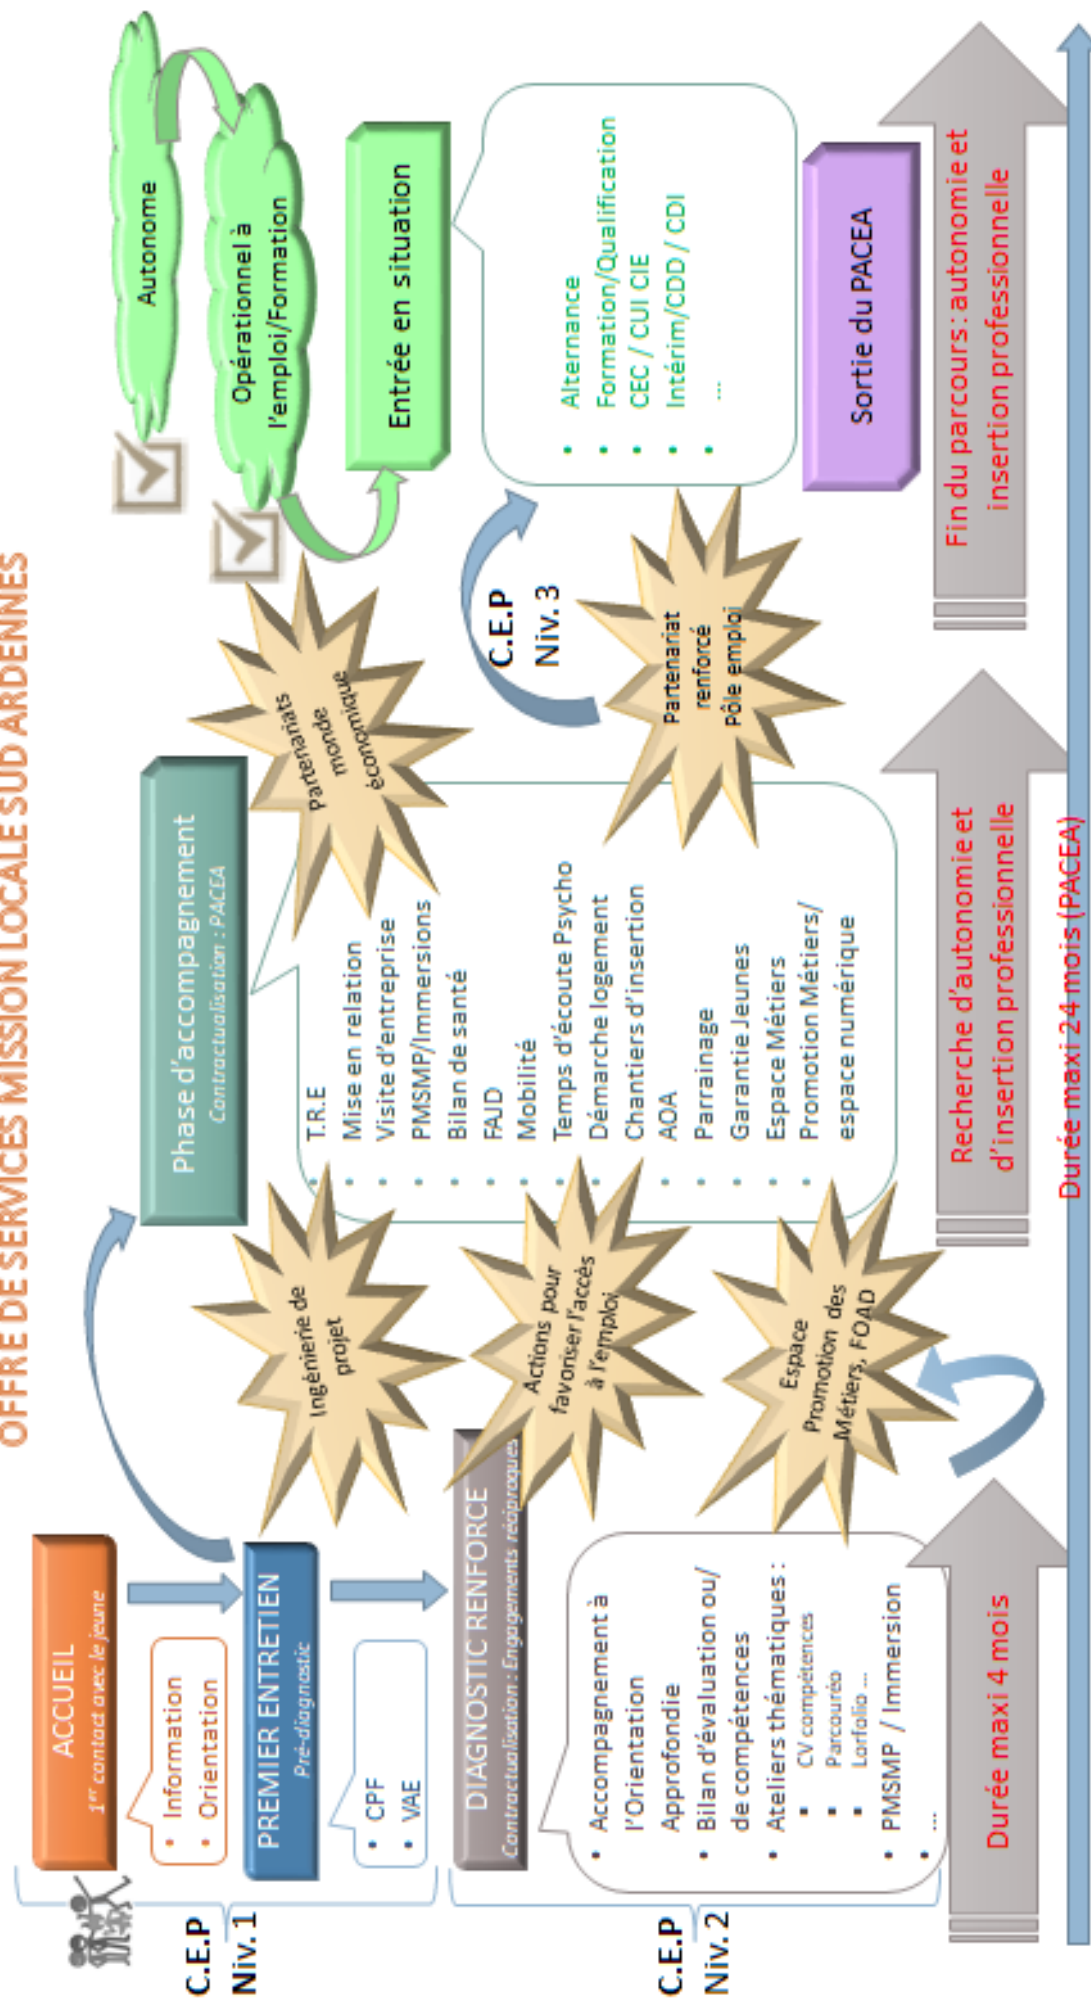 OFFRE DE SERVICES MISSION LOCALE SUD ARDENNES
C.E.P
Niv. 1
ACCUEIL
1er contact avec le jeune
• Information
• Orientation
PREMIER ENTRETIEN
Pré-diagnostic
• CPF
• VAE
C.E.P
Niv. 2
DIAGNOSTIC RENFORCE
Contractualisation : Engagements réciproques
• Accompagnement à
l'Orientation
Approfondie
• Bilan d'évaluation ou/
de compétences
• Ateliers thématiques :
▪ CV compétences
▪ Parcouréo
▪ Lorfolio ...
• PMSMP / Immersion
• ...
Ingénierie de
projet
Actions pour
favoriser l'accès
à l'emploi
Espace
Promotion des
Métiers, FOAD
Phase d'accompagnement
Contractualisation : PACEA
• T.R.E
• Mise en relation
• Visite d'entreprise
• PMSMP/Immersions
• Bilan de santé
• FAJD
• Mobilité
• Temps d'écoute Psycho
• Démarche logement
• Chantiers d'insertion
• AOA
• Parrainage
• Garantie Jeunes
• Espace Métiers
• Promotion Métiers/
espace numérique
Partenariats
monde
économique
C.E.P
Niv. 3
Partenariat
renforcé
Pôle emploi
Autonome
Opérationnel à
l'emploi/Formation
Entrée en situation
• Alternance
• Formation/Qualification
• CEC / CUI CIE
• Intérim/CDD / CDI
• ...
Sortie du PACEA
Durée maxi 4 mois
Recherche d'autonomie et
d'insertion professionnelle
Fin du parcours : autonomie et
insertion professionnelle
Durée maxi 24 mois (PACEA)